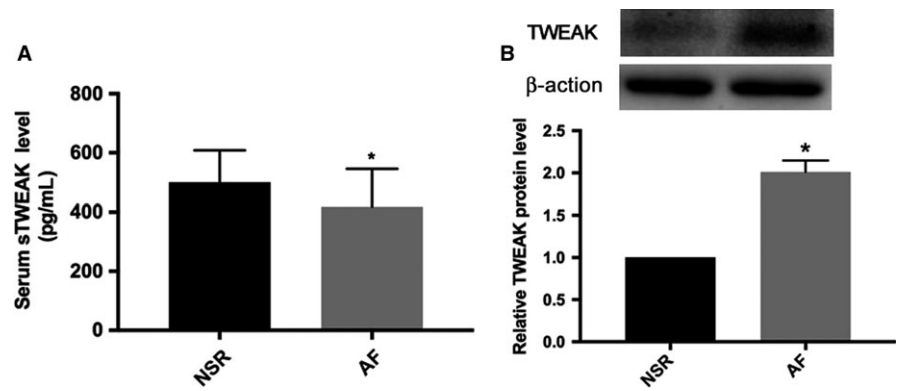 A
Serum sTWEAK level
(pg/mL)
800
600
400
200
0
*
NSR
AF
B
TWEAK
β-action
Relative TWEAK protein level
2.5
2.0
1.5
1.0
0.5
0.0
*
NSR
AF